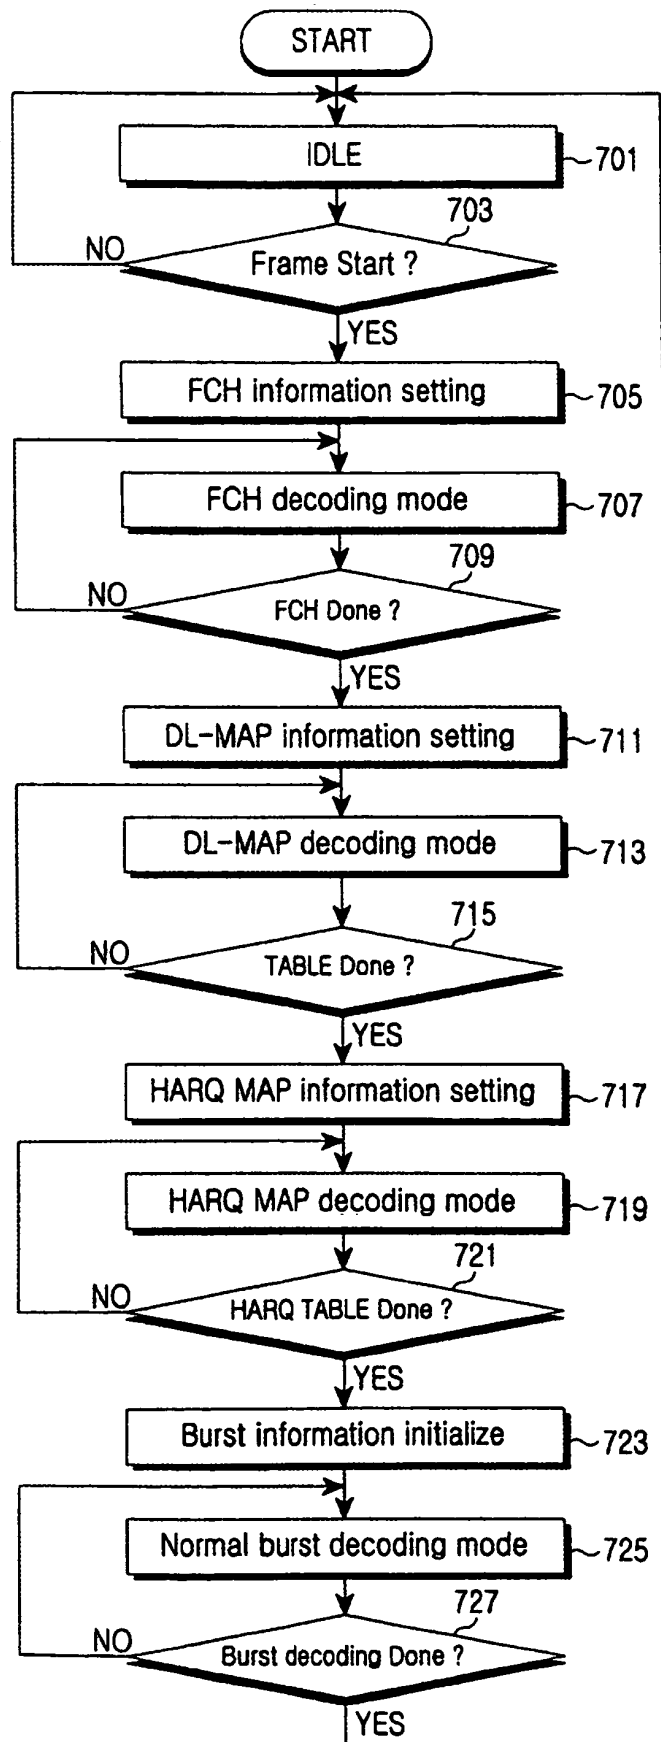 START
IDLE
701
703
NO
Frame Start ?
YES
FCH information setting
705
FCH decoding mode
707
709
NO
FCH Done ?
YES
DL-MAP information setting
711
DL-MAP decoding mode
713
715
NO
TABLE Done ?
YES
HARQ MAP information setting
717
HARQ MAP decoding mode
719
721
NO
HARQ TABLE Done ?
YES
Burst information initialize
723
Normal burst decoding mode
725
727
NO
Burst decoding Done ?
YES